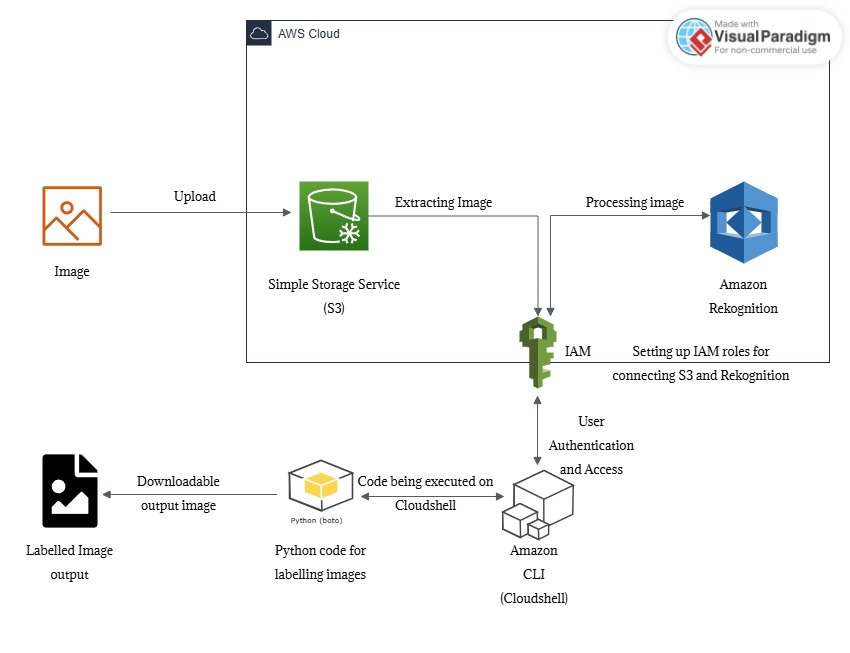 AWS Cloud
Made with
Visual Paradigm
For non-commercial use
Upload
Extracting Image
Processing image
Image
Simple Storage Service
(S3)
Amazon
Rekognition
IAM
Setting up IAM roles for
connecting S3 and Rekognition
User
Authentication
and Access
Downloadable
output image
Code being executed on
Cloudshell
Python (boto)
Labelled Image
output
Python code for
labelling images
Amazon
CLI
(Cloudshell)